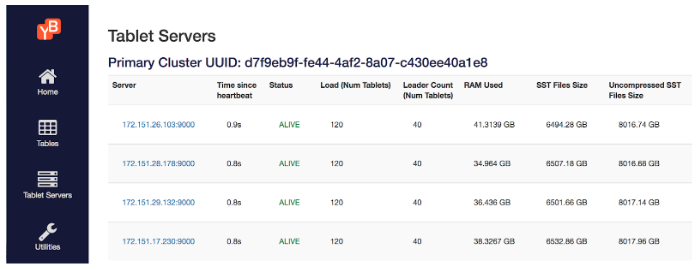 YB
Tablet Servers
Primary Cluster UUID: d7f9eb9f-fe44-4af2-8a07-c430ee40a1e8
Server Time since heartbeat Status Load (Num Tablets) Leader Count (Num Tablets) RAM Used SST Files Size Uncompressed SST Files Size
172.151.26.103:9000 0.9s ALIVE 120 40 41.3139 GB 6494.28 GB 8016.74 GB
172.151.28.178:9000 0.8s ALIVE 120 40 34.964 GB 6507.18 GB 8016.68 GB
172.151.29.132:9000 0.8s ALIVE 120 40 36.436 GB 6501.66 GB 8017.14 GB
172.151.17.230:9000 0.8s ALIVE 120 40 38.3267 GB 6532.86 GB 8017.96 GB
Home
Tables
Tablet Servers
Utilities